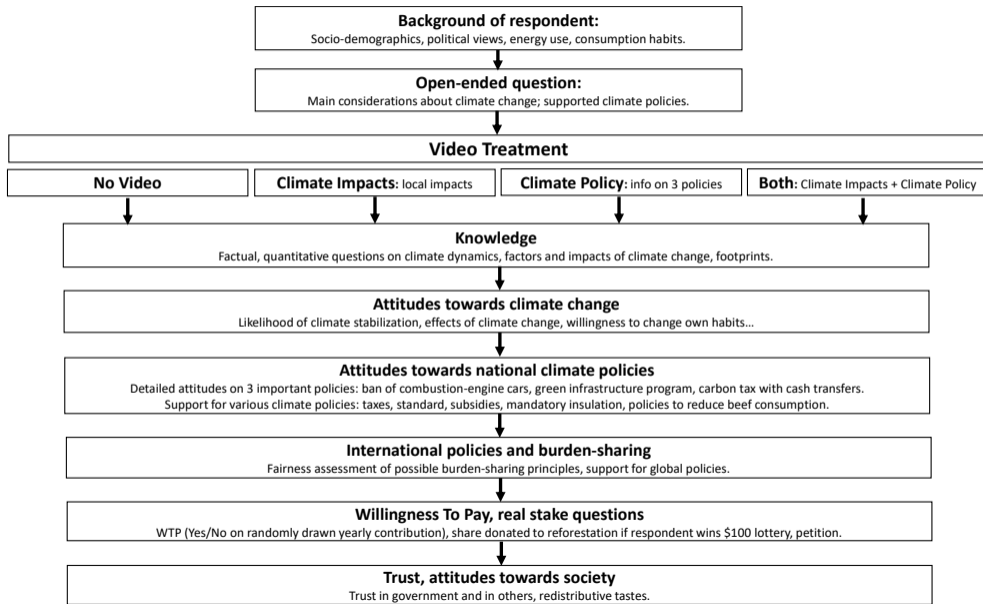 Background of respondent:
Socio-demographics, political views, energy use, consumption habits.
Open-ended question:
Main considerations about climate change; supported climate policies.
Video Treatment
No Video
Climate Impacts: local impacts
Climate Policy: info on 3 policies
Both: Climate Impacts + Climate Policy
Knowledge
Factual, quantitative questions on climate dynamics, factors and impacts of climate change, footprints.
Attitudes towards climate change
Likelihood of climate stabilization, effects of climate change, willingness to change own habits...
Attitudes towards national climate policies
Detailed attitudes on 3 important policies: ban of combustion-engine cars, green infrastructure program, carbon tax with cash transfers.
Support for various climate policies: taxes, standard, subsidies, mandatory insulation, policies to reduce beef consumption.
International policies and burden-sharing
Fairness assessment of possible burden-sharing principles, support for global policies.
Willingness To Pay, real stake questions
WTP (Yes/No on randomly drawn yearly contribution), share donated to reforestation if respondent wins $100 lottery, petition.
Trust, attitudes towards society
Trust in government and in others, redistributive tastes.